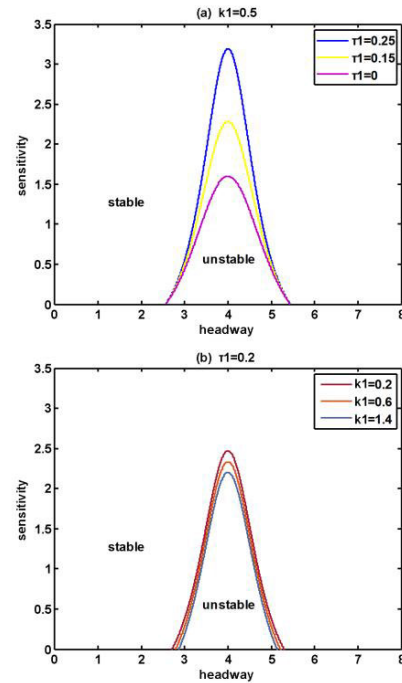 (a) k1=0.5
τ1=0.25
τ1=0.15
τ1=0
3.5
3
2.5
2
1.5
1
0.5
0
sensitivity
stable
unstable
0 1 2 3 4 5 6 7 8
headway
(b) τ1=0.2
k1=0.2
k1=0.6
k1=1.4
3.5
3
2.5
2
1.5
1
0.5
0
sensitivity
stable
unstable
0 1 2 3 4 5 6 7 8
headway